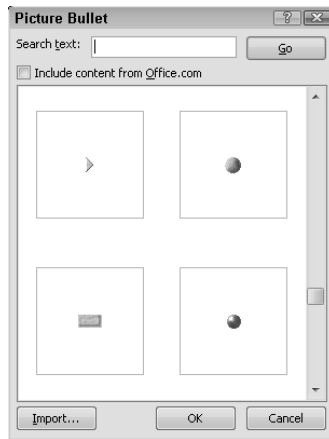 Picture Bullet
Search text: Go
Include content from Office.com
Import... OK Cancel